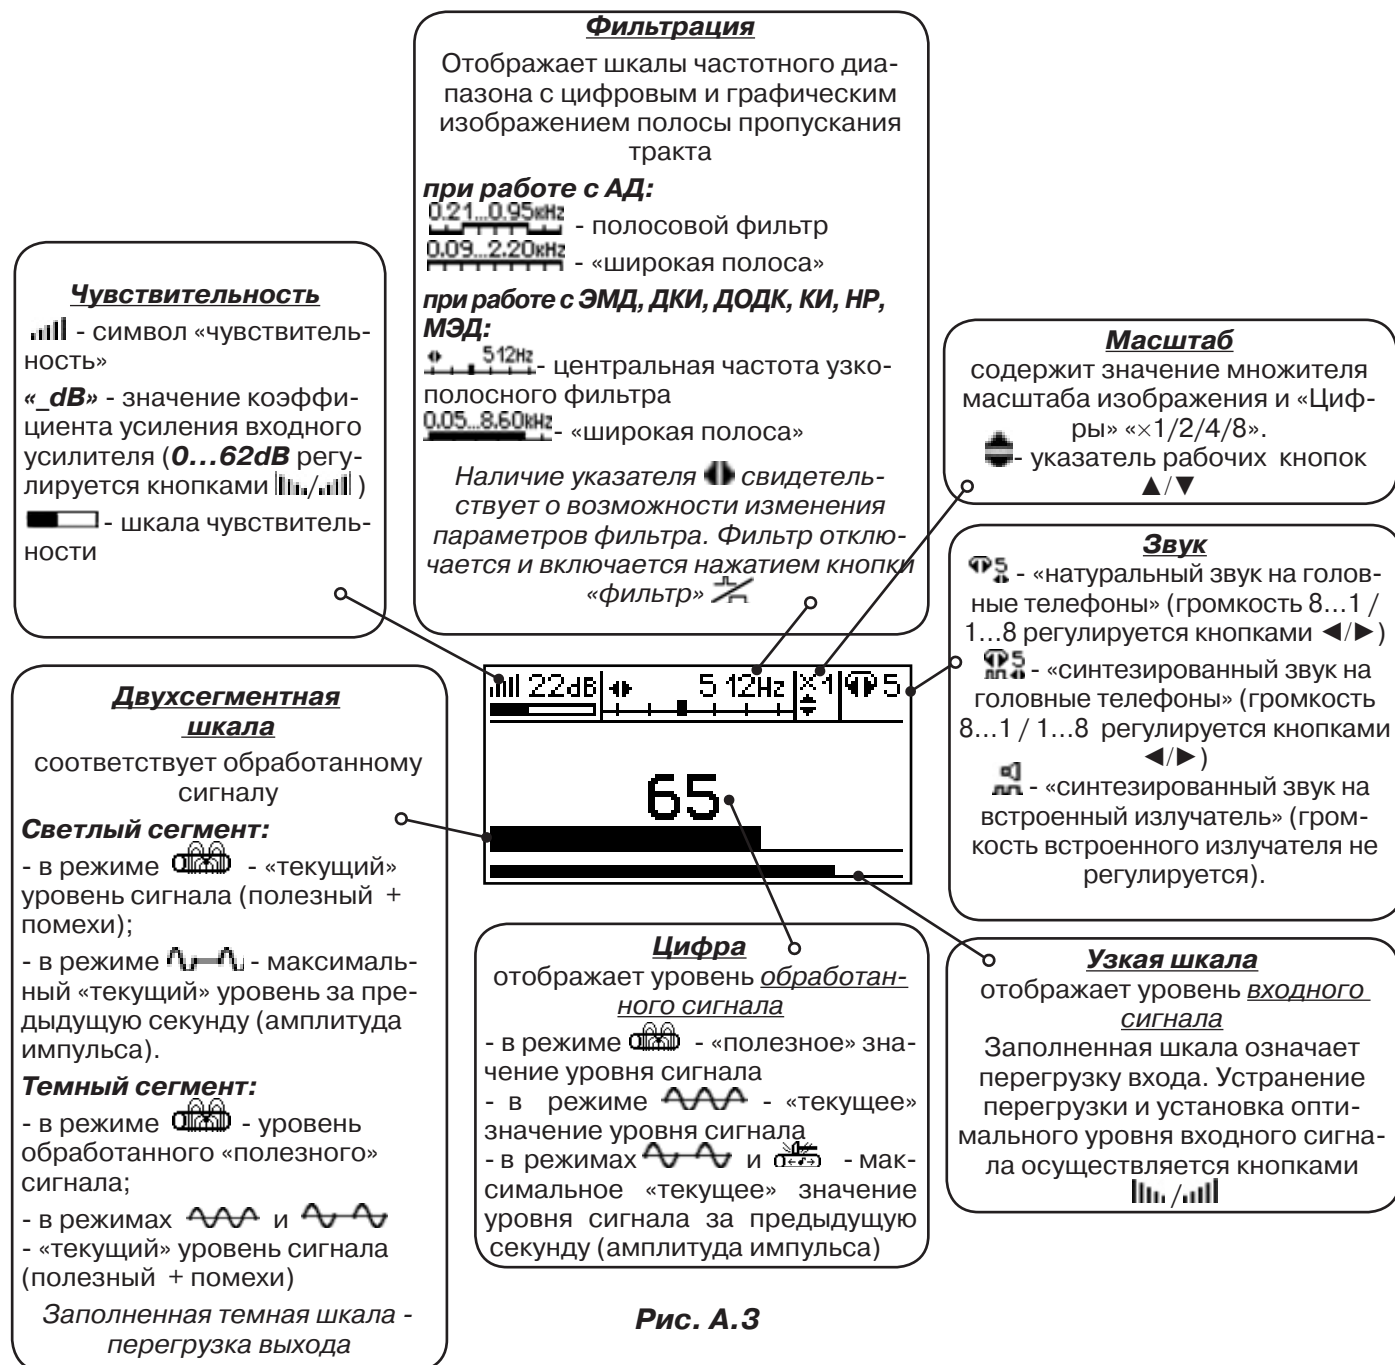 Фильтрация
Отображает шкалы частотного диа-
пазона с цифровым и графическим
изображением полосы пропускания
тракта
при работе с АД:
0.21...0.95кHz - полосовой фильтр
0.09...2.20кHz - «широкая полоса»
при работе с ЭМД, ДКИ, ДОДК, КИ, НР,
МЭД:
512Hz - центральная частота узко-
полосного фильтра
0.05...8.60кHz - «широкая полоса»
Наличие указателя свидетель-
ствует о возможности изменения
параметров фильтра. Фильтр отклю-
чается и включается нажатием кнопки
«фильтр»
Чувствительность
- символ «чувствитель-
ность»
«_dB» - значение коэффи-
циента усиления входного
усилителя (0...62dB регу-
лируется кнопками / )
- шкала чувствитель-
ности
Масштаб
содержит значение множителя
масштаба изображения и «Циф-
ры» «×1/2/4/8».
- указатель рабочих кнопок
▲/▼
Звук
5 - «натуральный звук на голов-
ные телефоны» (громкость 8...1 /
1...8 регулируется кнопками ◄/►)
5 - «синтезированный звук на
головные телефоны» (громкость
8...1 / 1...8 регулируется кнопками
◄/►)
- «синтезированный звук на
встроенный излучатель» (гром-
кость встроенного излучателя не
регулируется).
22dB 512Hz ×1 5
65
Двухсегментная
шкала
соответствует обработанному
сигналу
Светлый сегмент:
- в режиме - «текущий»
уровень сигнала (полезный +
помехи);
- в режиме - максималь-
ный «текущий» уровень за пре-
дыдущую секунду (амплитуда
импульса).
Темный сегмент:
- в режиме - уровень
обработанного «полезного»
сигнала;
- в режимах и
- «текущий» уровень сигнала
(полезный + помехи)
Заполненная темная шкала -
перегрузка выхода
Цифра
отображает уровень обработан-
ного сигнала
- в режиме - «полезное» зна-
чение уровня сигнала
- в режиме - «текущее»
значение уровня сигнала
- в режимах и - мак-
симальное «текущее» значение
уровня сигнала за предыдущую
секунду (амплитуда импульса)
Узкая шкала
отображает уровень входного
сигнала
Заполненная шкала означает
перегрузку входа. Устранение
перегрузки и установка опти-
мального уровня входного сигна-
ла осуществляется кнопками
/
Рис. А.3